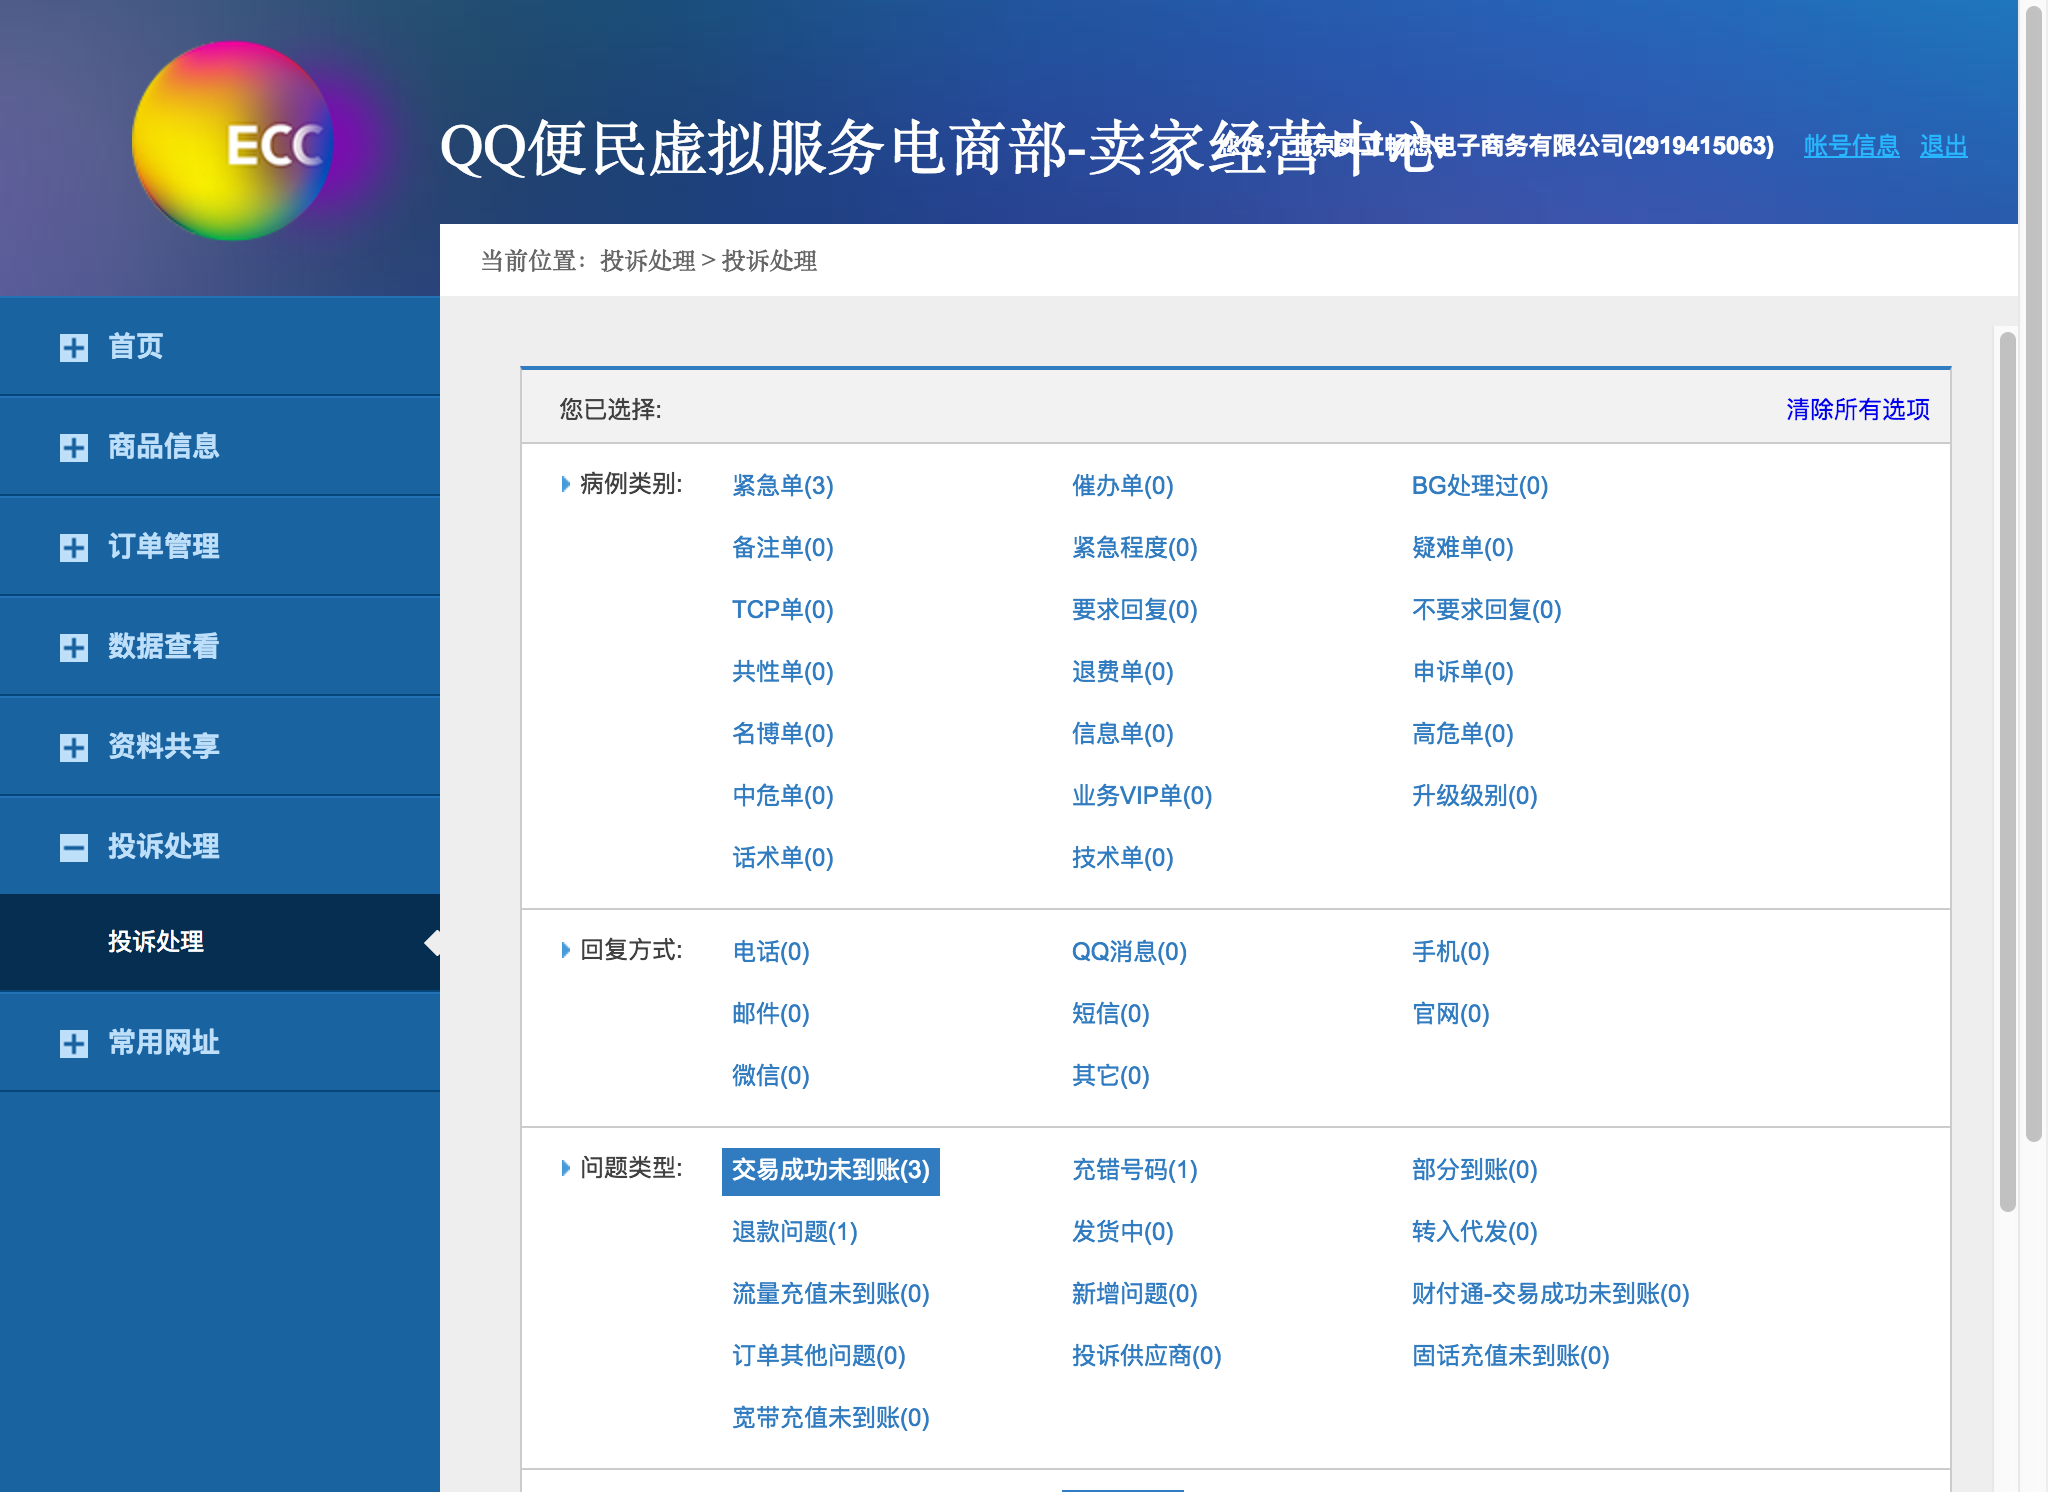 ECC
QQ便民虚拟服务电商部-卖家经营中心
电子商务有限公司(2919415063) 帐号信息 退出
当前位置：投诉处理 > 投诉处理
首页
商品信息
订单管理
数据查看
资料共享
投诉处理
投诉处理
常用网址
您已选择: 清除所有选项
病例类别: 紧急单(3) 催办单(0) BG处理过(0)
备注单(0) 紧急程度(0) 疑难单(0)
TCP单(0) 要求回复(0) 不要求回复(0)
共性单(0) 退费单(0) 申诉单(0)
名博单(0) 信息单(0) 高危单(0)
中危单(0) 业务VIP单(0) 升级级别(0)
话术单(0) 技术单(0)
回复方式: 电话(0) QQ消息(0) 手机(0)
邮件(0) 短信(0) 官网(0)
微信(0) 其它(0)
问题类型: 交易成功未到账(3) 充错号码(1) 部分到账(0)
退款问题(1) 发货中(0) 转入代发(0)
流量充值未到账(0) 新增问题(0) 财付通-交易成功未到账(0)
订单其他问题(0) 投诉供应商(0) 固话充值未到账(0)
宽带充值未到账(0)